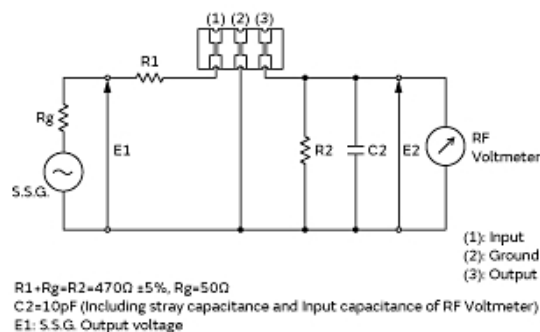 (1) (2) (3)
R1
Rg
E1
R2
C2
E2
RF
Voltmeter
S.S.G.
(1): Input
(2): Ground
(3): Output
R1+Rg=R2=470Ω ±5%, Rg=50Ω
C2=10pF (Including stray capacitance and Input capacitance of RF Voltmeter)
E1: S.S.G. Output voltage